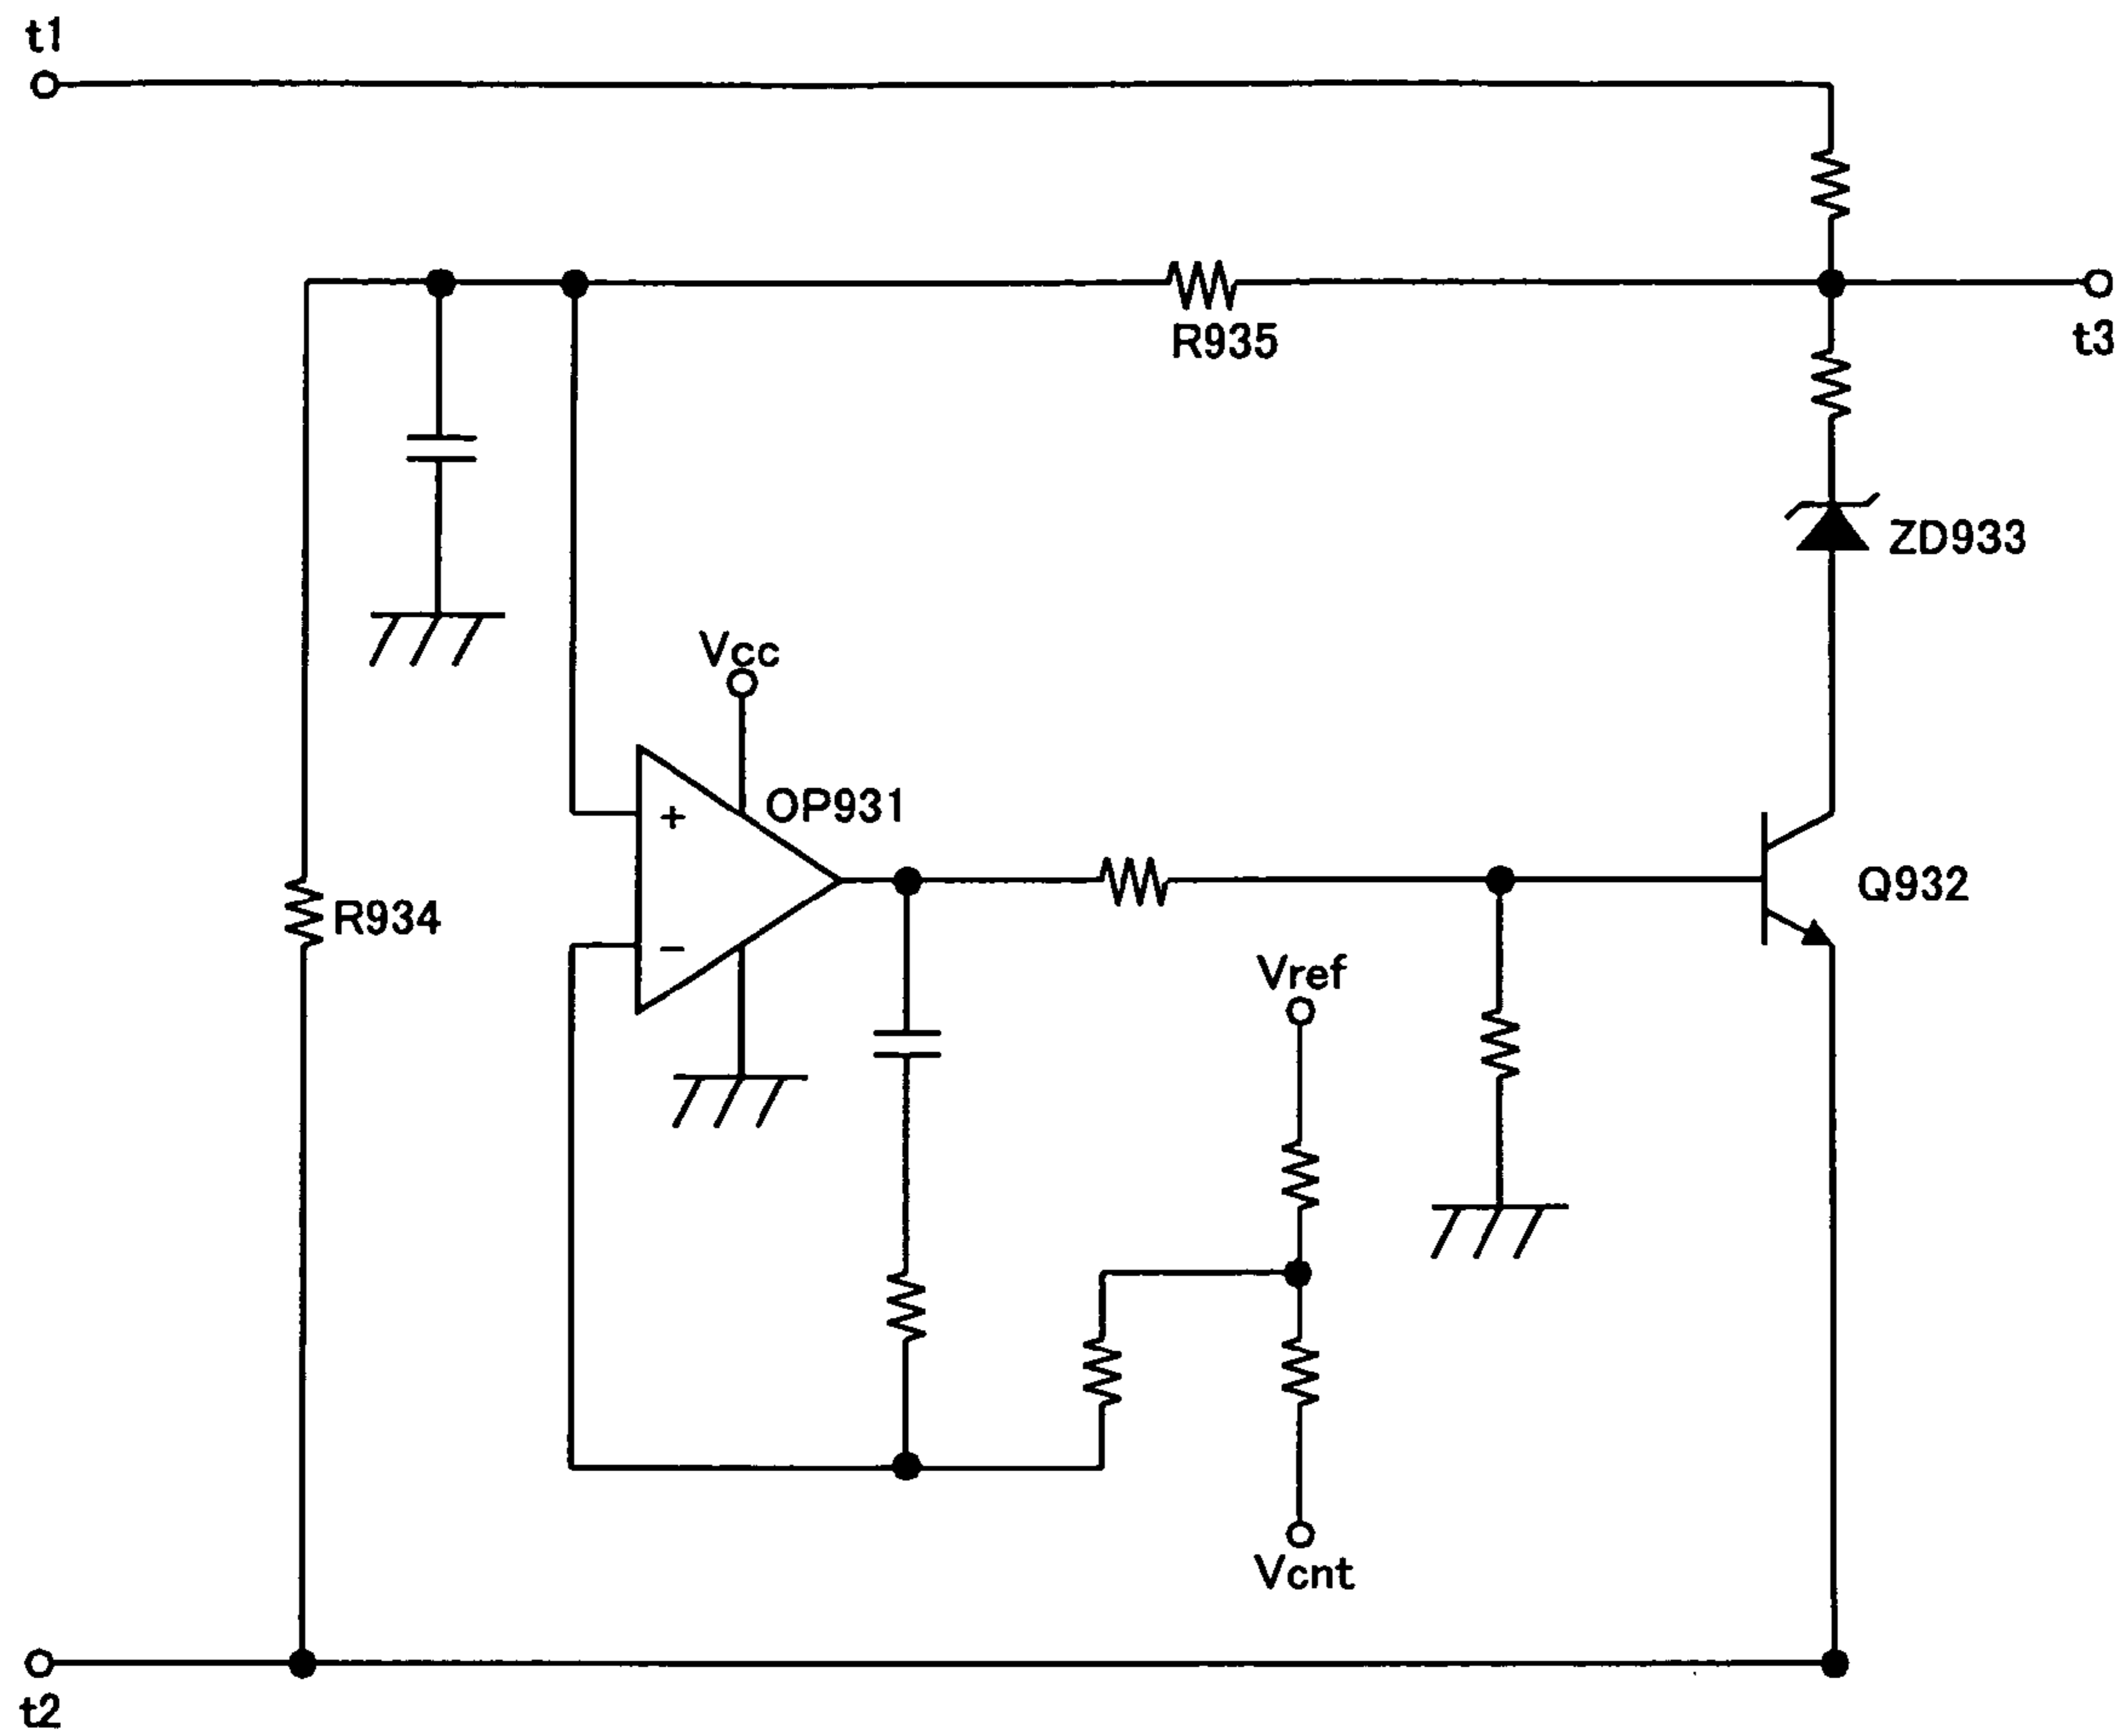 t1
R935
t3
ZD933
Vcc
OP931
+
Q932
R934
−
Vref
Vcnt
t2